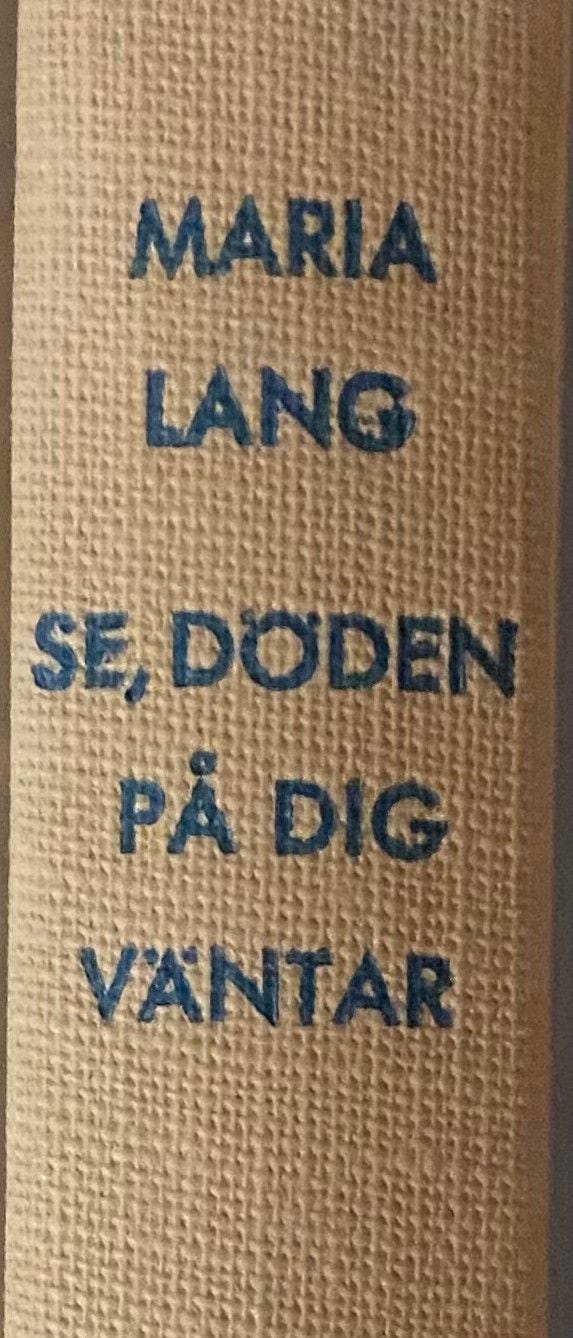 MARIA
LANG
SE, DÖDEN
PÅ DIG
VÄNTAR